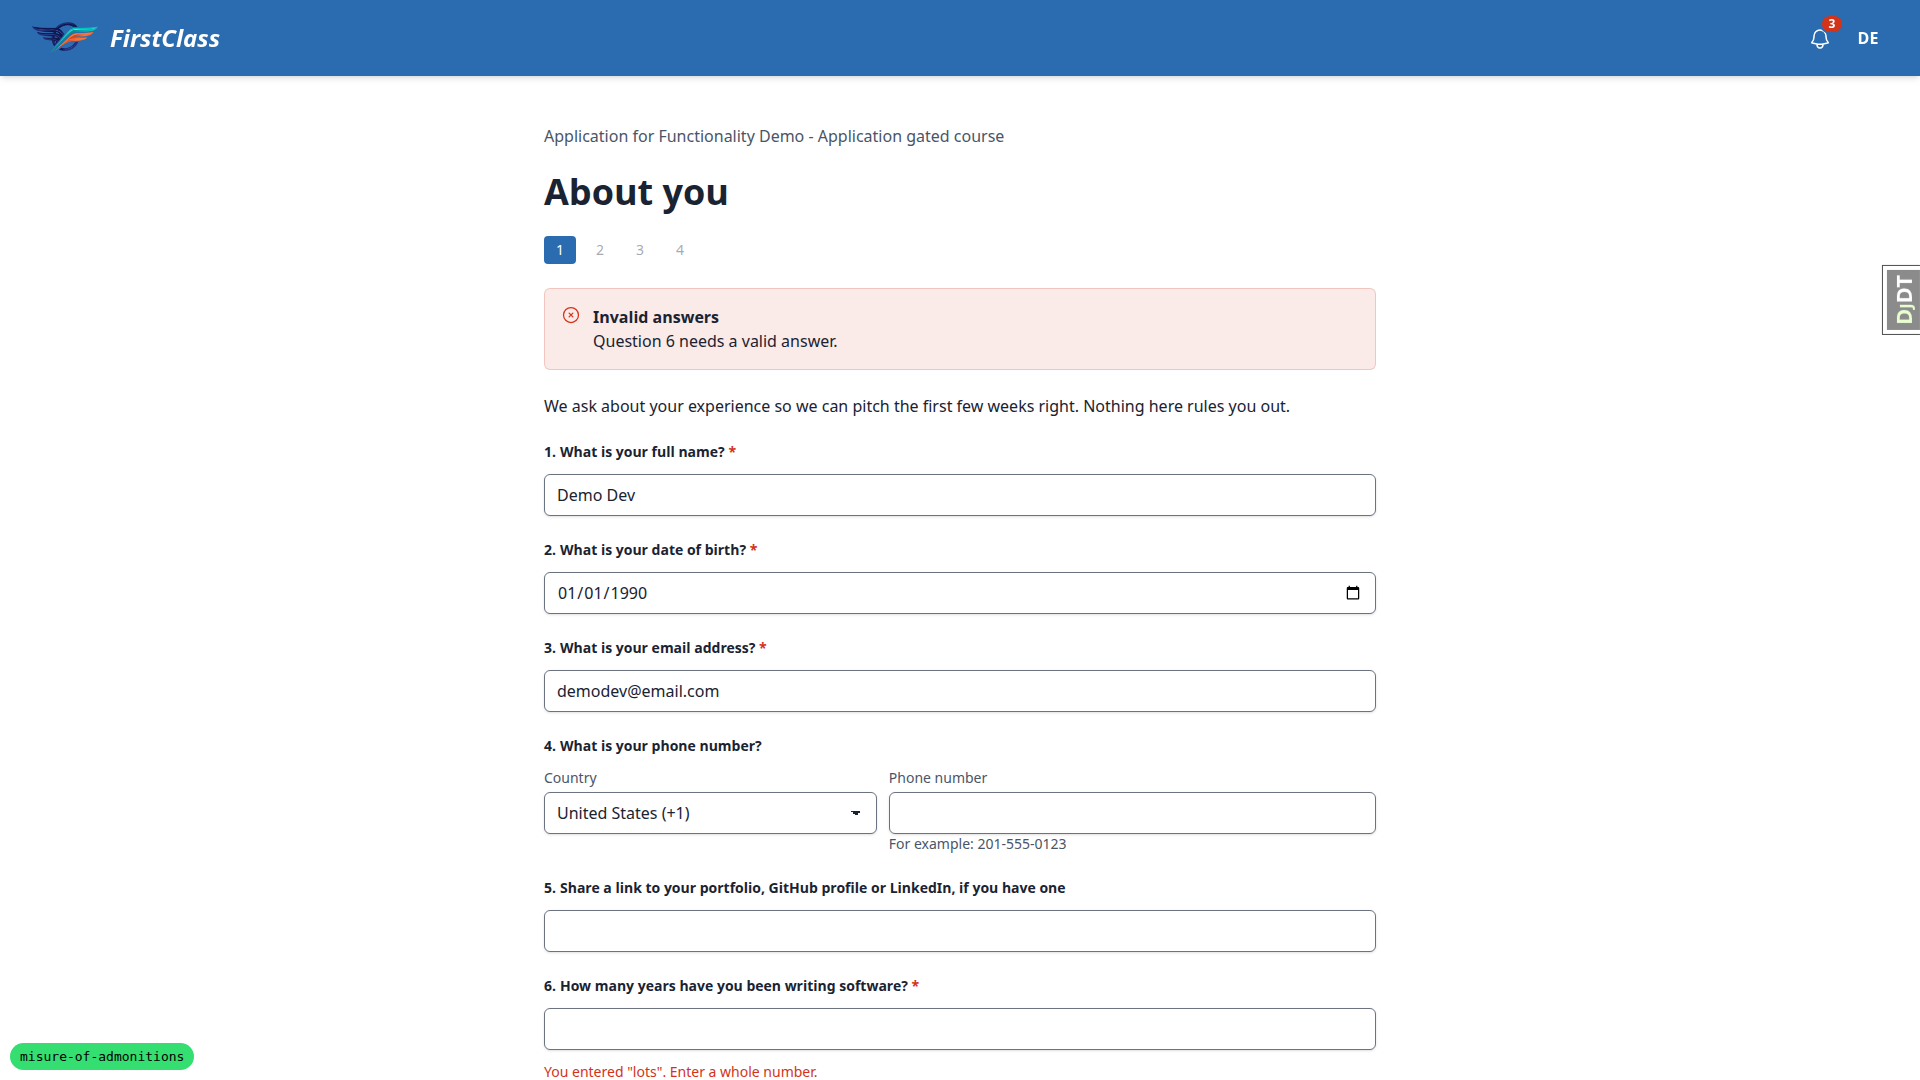 FirstClass
3
DE
Application for Functionality Demo - Application gated course
About you
1 2 3 4
Invalid answers
Question 6 needs a valid answer.
We ask about your experience so we can pitch the first few weeks right. Nothing here rules you out.
1. What is your full name? *
Demo Dev
2. What is your date of birth? *
01/01/1990
3. What is your email address? *
demodev@email.com
4. What is your phone number?
Country Phone number
United States (+1)
For example: 201-555-0123
5. Share a link to your portfolio, GitHub profile or LinkedIn, if you have one
6. How many years have you been writing software? *
You entered "lots". Enter a whole number.
DJDT
misure-of-admonitions